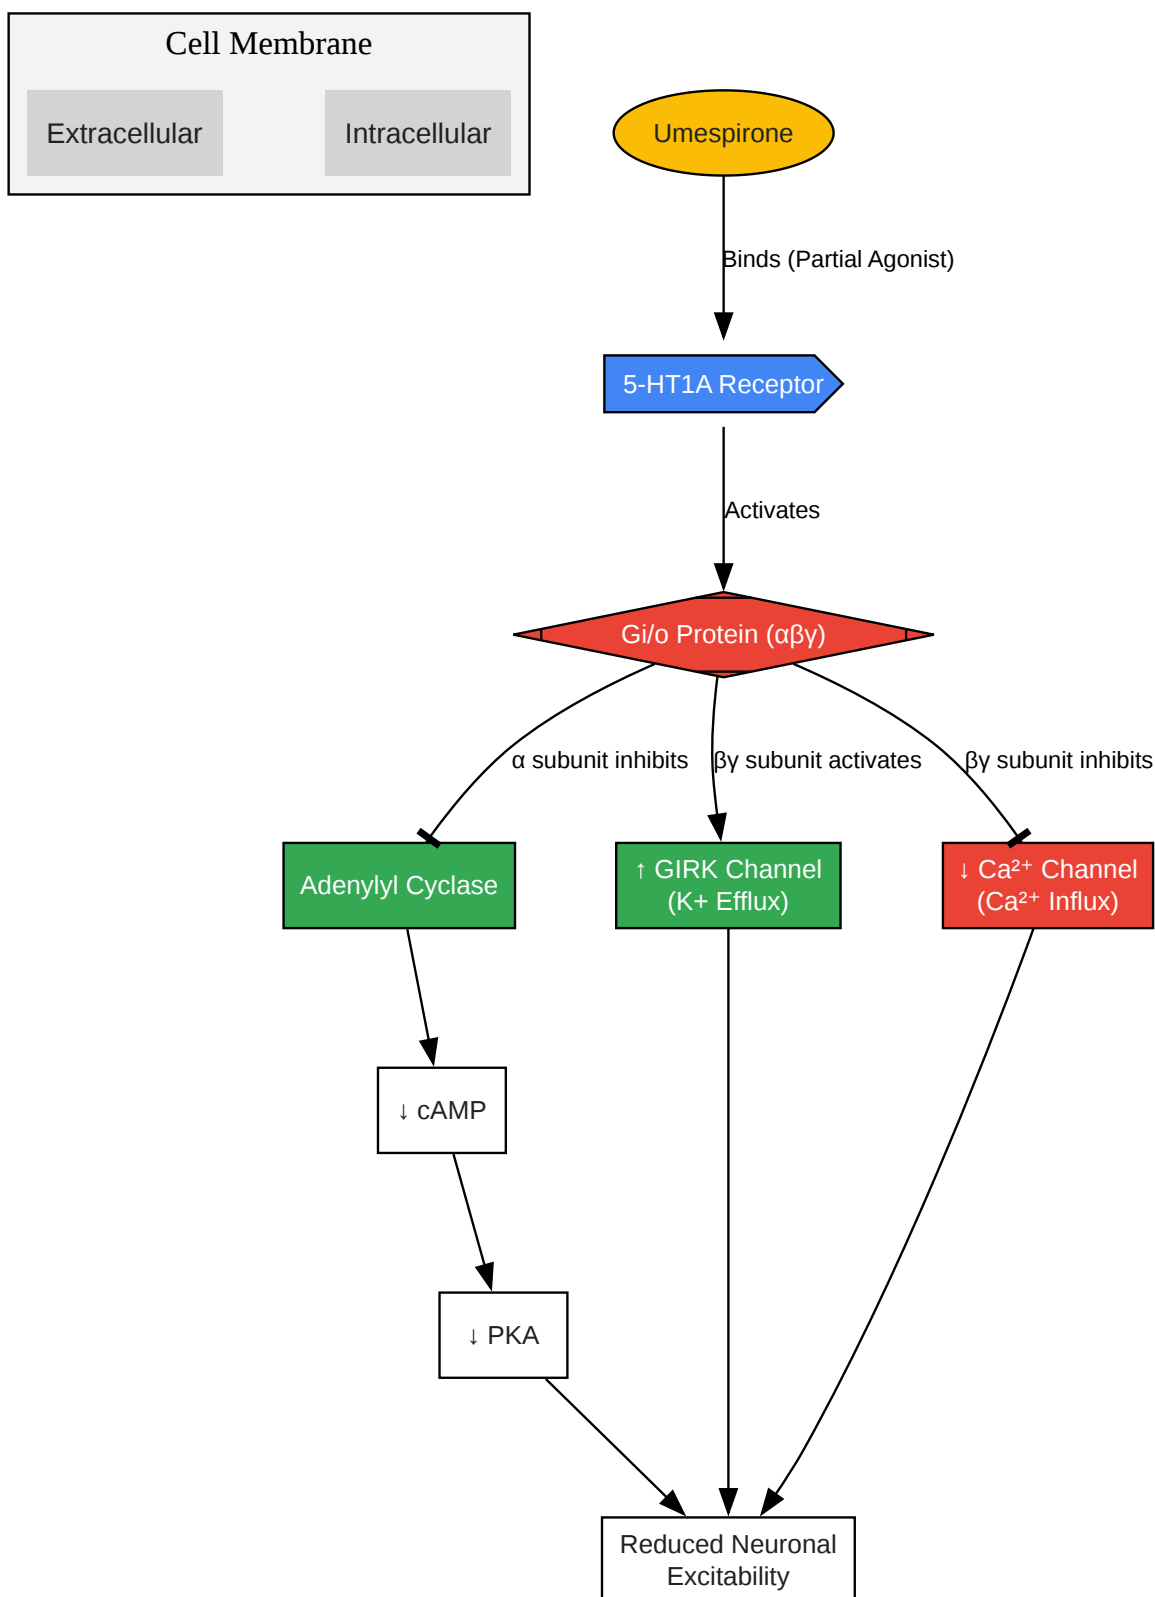 Cell Membrane
Extracellular
Intracellular
Umespirone
Binds (Partial Agonist)
5-HT1A Receptor
Activates
Gi/o Protein (αβγ)
α subunit inhibits
βγ subunit activates
βγ subunit inhibits
Adenylyl Cyclase
↑ GIRK Channel
(K+ Efflux)
↓ Ca²⁺ Channel
(Ca²⁺ Influx)
↓ cAMP
↓ PKA
Reduced Neuronal
Excitability